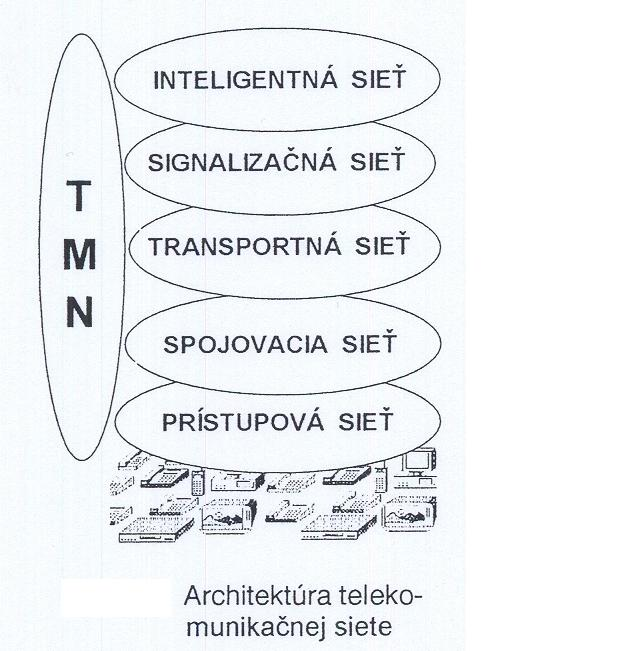 T
M
N
INTELIGENTNÁ SIEŤ
SIGNALIZAČNÁ SIEŤ
TRANSPORTNÁ SIEŤ
SPOJOVACIA SIEŤ
PRÍSTUPOVÁ SIEŤ
Architektúra teleko-
munikačnej siete